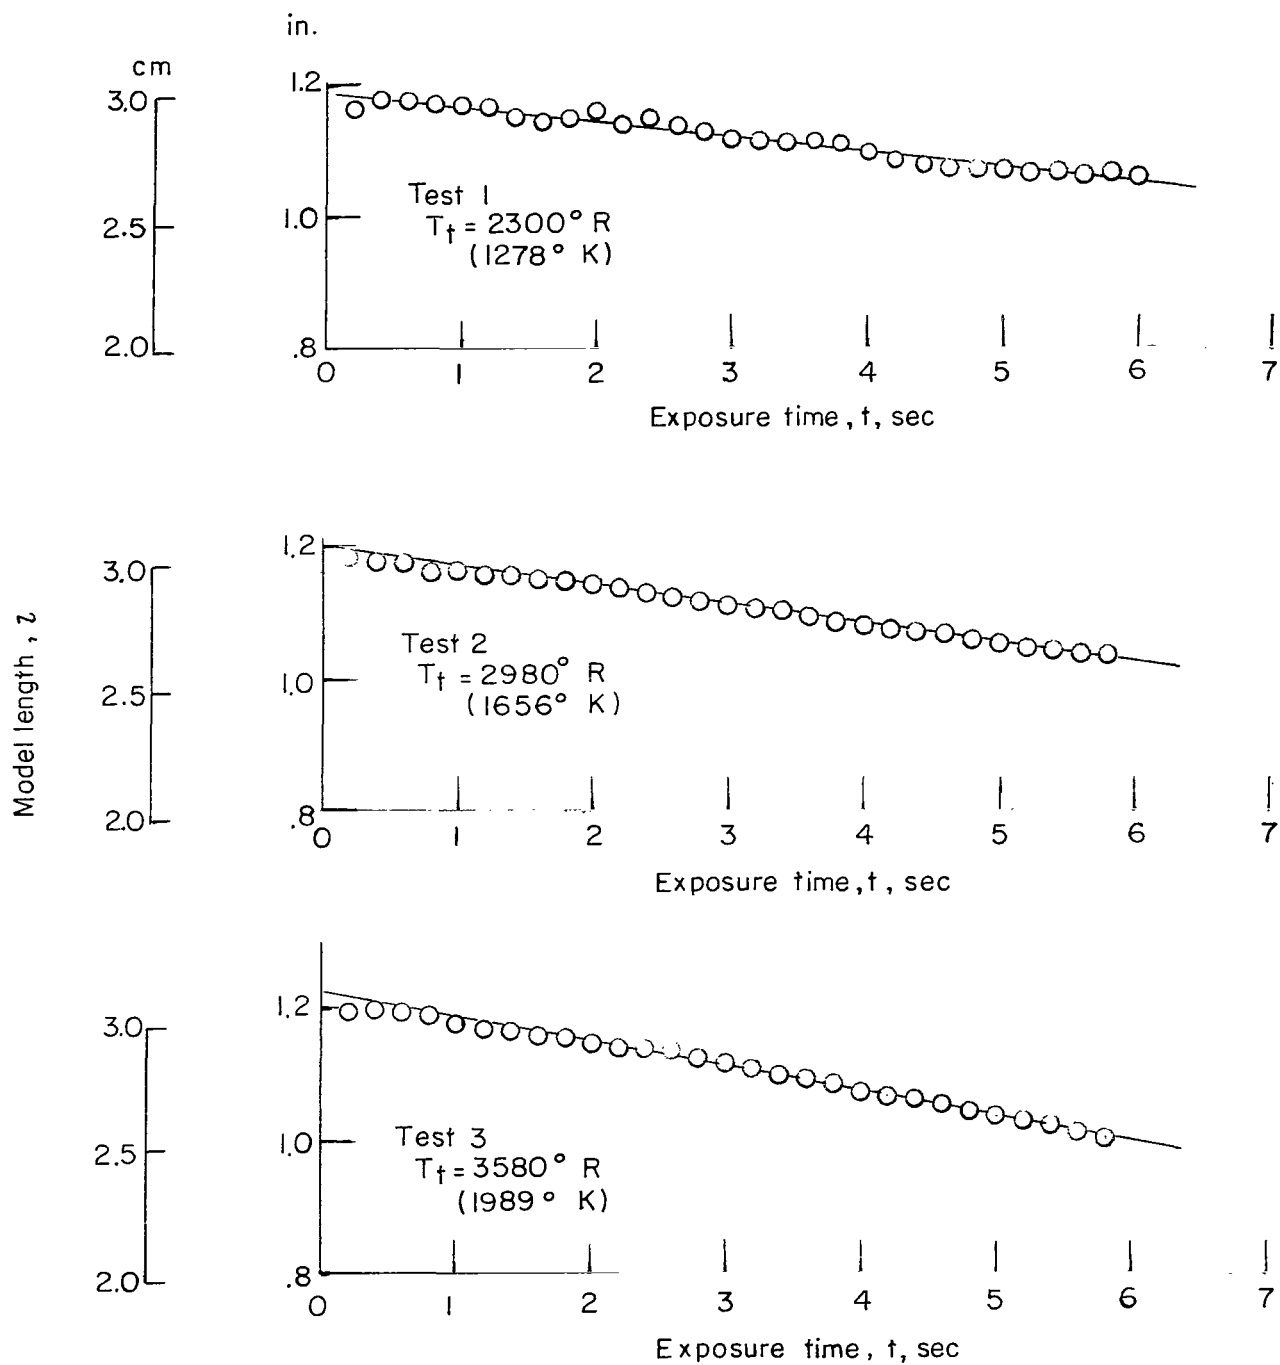 in.
cm
1.2
3.0
Test 1
1.0
Tt = 2300° R
2.5
(1278° K)
2.0
.8
0 1 2 3 4 5 6 7
Exposure time, t, sec
1.2
3.0
Model length, l
Test 2
Tt = 2980° R
1.0
2.5
(1656° K)
2.0
.8
0 1 2 3 4 5 6 7
Exposure time, t, sec
1.2
3.0
Test 3
1.0
2.5
Tt = 3580° R
(1989° K)
2.0
.8
0 1 2 3 4 5 6 7
Exposure time, t, sec